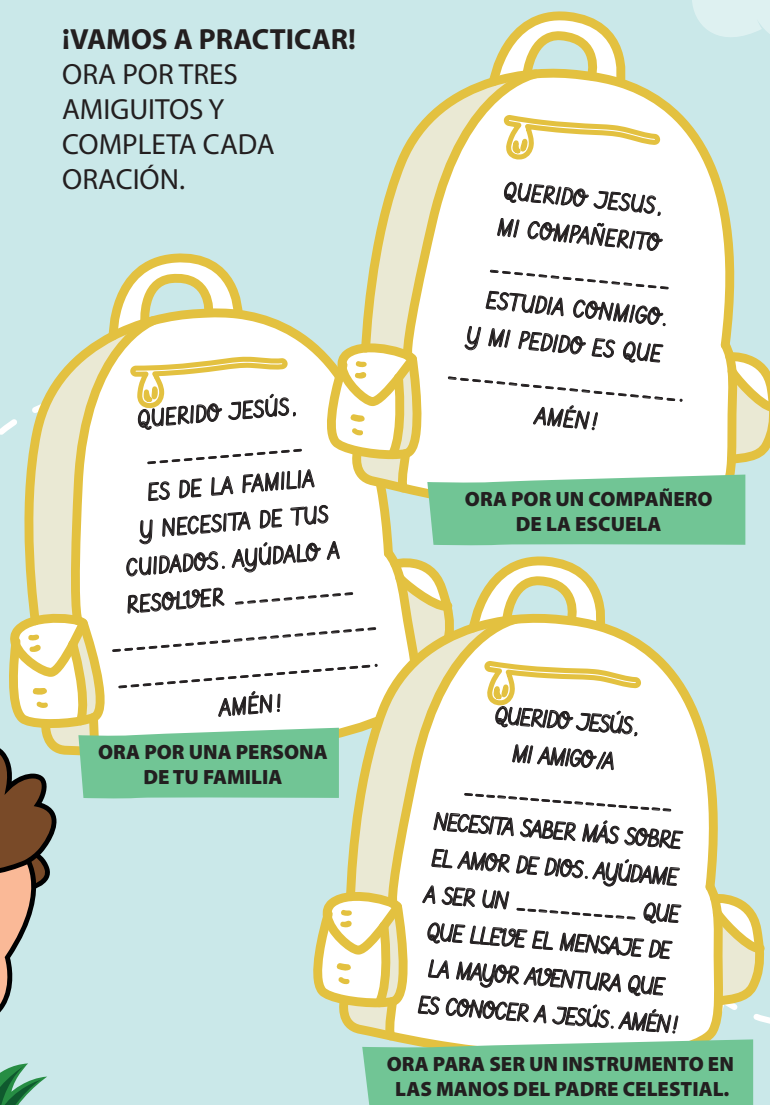 ¡VAMOS A PRACTICAR!
ORA POR TRES
AMIGUITOS Y
COMPLETA CADA
ORACIÓN.
QUERIDO JESUS,
MI COMPAÑERITO
--------------------
ESTUDIA CONMIGO.
Y MI PEDIDO ES QUE
--------------------------
AMÉN!
ORA POR UN COMPAÑERO
DE LA ESCUELA
QUERIDO JESÚS,
-----------------
ES DE LA FAMILIA
Y NECESITA DE TUS
CUIDADOS. AYÚDALO A
RESOLVER -------------
-----------------------------
-----------------------------
AMÉN!
ORA POR UNA PERSONA
DE TU FAMILIA
QUERIDO JESÚS,
MI AMIGO/A
-----------------------
NECESITA SABER MÁS SOBRE
EL AMOR DE DIOS. AYÚDAME
A SER UN ------------- QUE
QUE LLEVE EL MENSAJE DE
LA MAYOR AVENTURA QUE
ES CONOCER A JESÚS. AMÉN!
ORA PARA SER UN INSTRUMENTO EN
LAS MANOS DEL PADRE CELESTIAL.